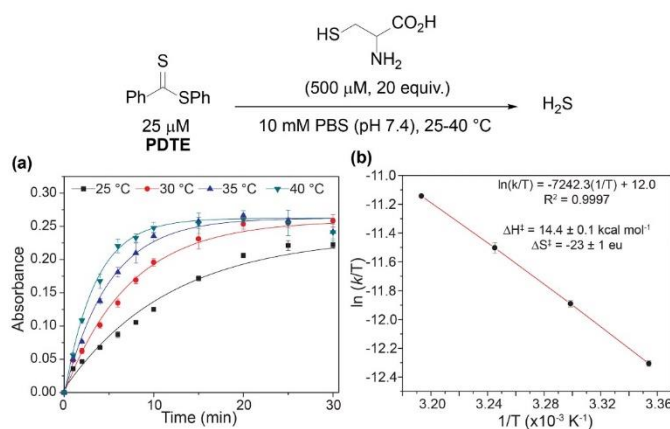 S
Ph
SPh
25 μM
PDTE
HS
CO₂H
NH₂
(500 μM, 20 equiv.)
10 mM PBS (pH 7.4), 25-40 °C
H₂S
(a)
25 °C
30 °C
35 °C
40 °C
0.30
0.25
0.20
0.15
0.10
0.05
0.00
Absorbance
0
10
20
30
Time (min)
(b)
ln(k/T) = -7242.3(1/T) + 12.0
R² = 0.9997
ΔH‡ = 14.4 ± 0.1 kcal mol⁻¹
ΔS‡ = -23 ± 1 eu
-11.0
-11.2
-11.4
-11.6
-11.8
-12.0
-12.2
-12.4
ln (k/T)
3.20
3.24
3.28
3.32
3.36
1/T (x10⁻³ K⁻¹)